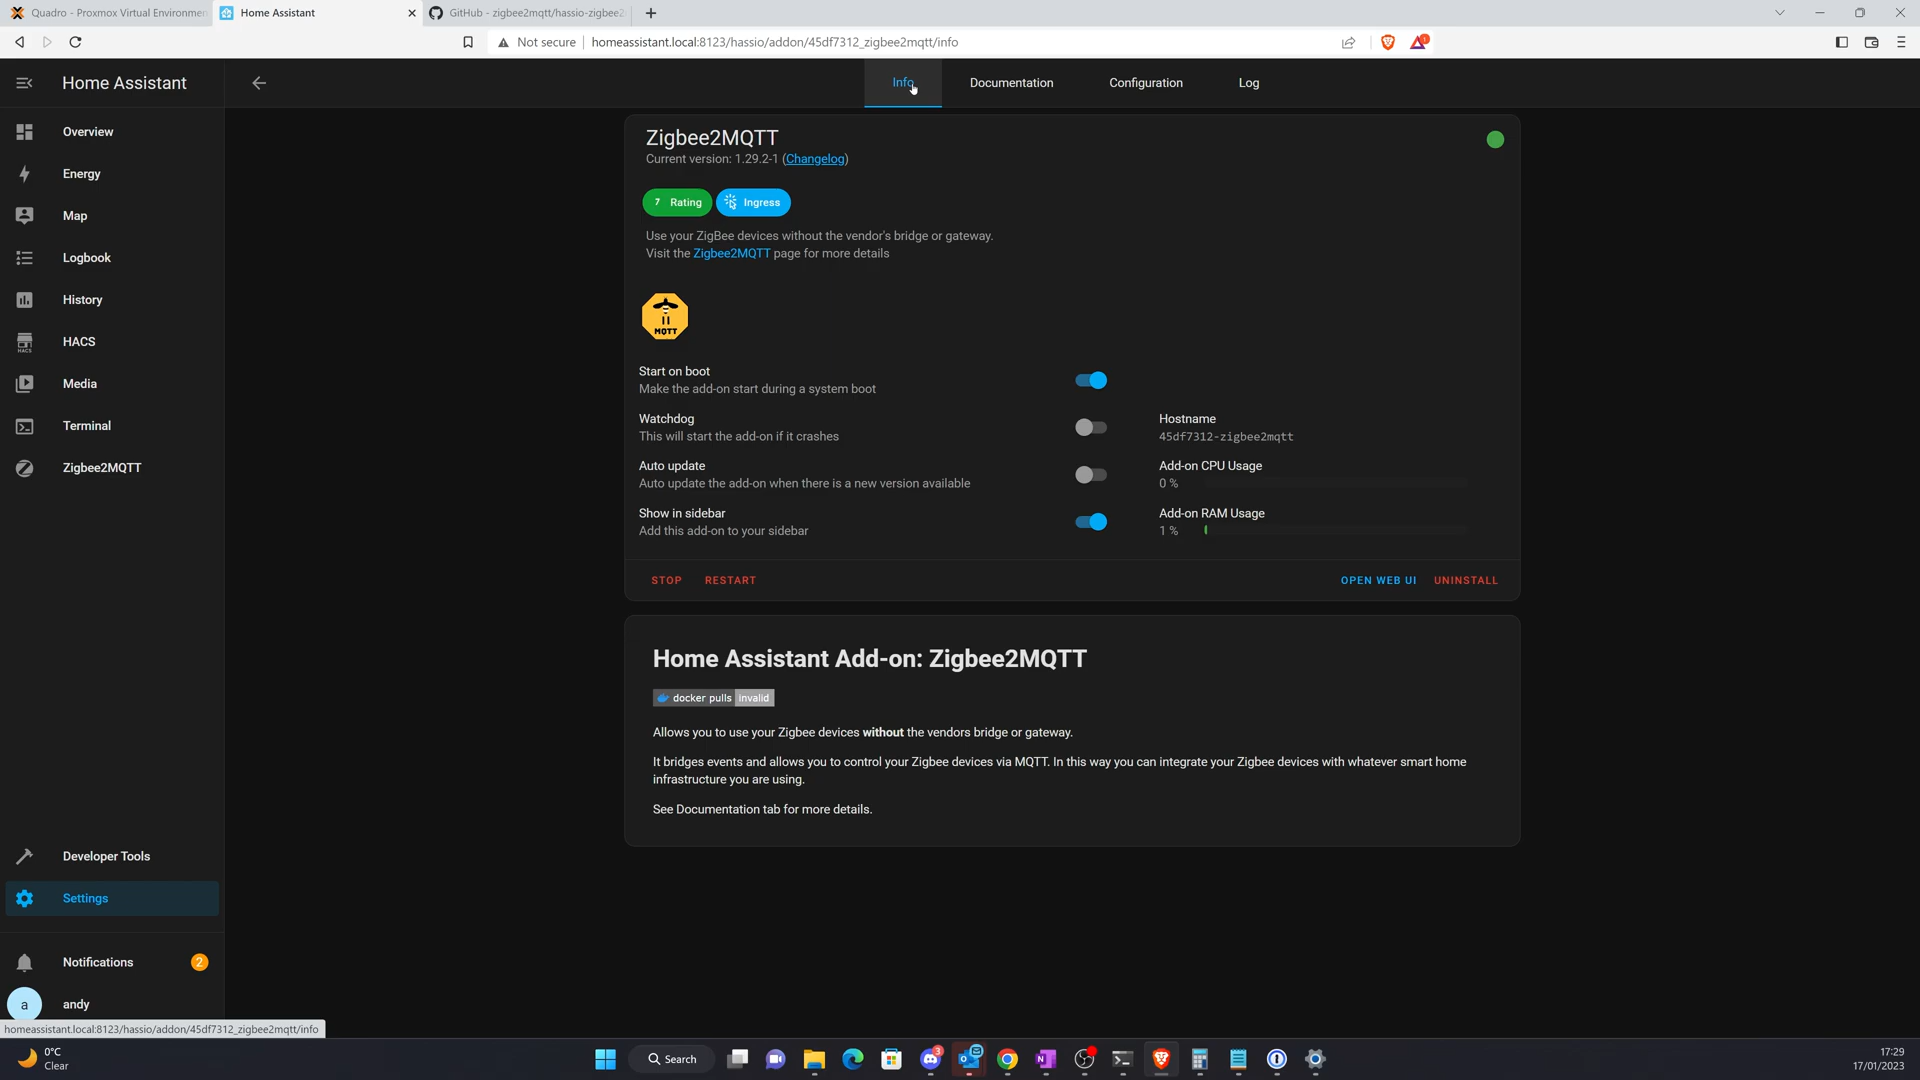 Quadro - Proxmox Virtual Environmen
Home Assistant
GitHub - zigbee2mqtt/hassio-zigbee2
Not secure
homeassistant.local:8123/hassio/addon/45df7312_zigbee2mqtt/info
1
Home Assistant
Info
Documentation
Configuration
Log
Overview
Energy
Map
Logbook
History
HACS
HACS
Media
Terminal
Zigbee2MQTT
Developer Tools
Settings
Notifications
2
a
andy
Zigbee2MQTT
Current version: 1.29.2-1 (Changelog)
7 Rating
Ingress
Use your ZigBee devices without the vendor's bridge or gateway.
Visit the Zigbee2MQTT page for more details
MQTT
Start on boot
Make the add-on start during a system boot
Watchdog
This will start the add-on if it crashes
Hostname
45df7312-zigbee2mqtt
Auto update
Auto update the add-on when there is a new version available
Add-on CPU Usage
0 %
Show in sidebar
Add this add-on to your sidebar
Add-on RAM Usage
1 %
STOP
RESTART
OPEN WEB UI
UNINSTALL
Home Assistant Add-on: Zigbee2MQTT
docker pulls invalid
Allows you to use your Zigbee devices without the vendors bridge or gateway.
It bridges events and allows you to control your Zigbee devices via MQTT. In this way you can integrate your Zigbee devices with whatever smart home
infrastructure you are using.
See Documentation tab for more details.
homeassistant.local:8123/hassio/addon/45df7312_zigbee2mqtt/info
0°C
Clear
Search
3
17:29
17/01/2023